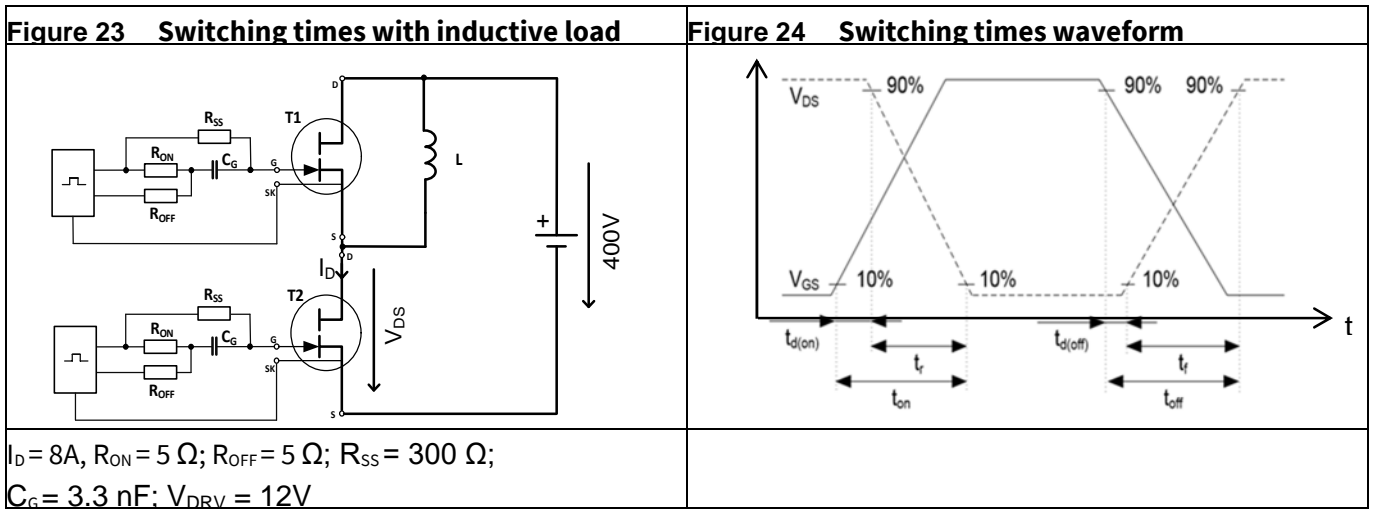 Figure 23 Switching times with inductive load
D
T1
RSS
RON
CG
G
L
SK
ROFF
+
400V
S
D
ID
T2
RSS
VDS
RON
CG
G
SK
ROFF
S
ID = 8A, RON = 5 Ω; ROFF = 5 Ω; RSS = 300 Ω;
CG = 3.3 nF; VDRV = 12V
Figure 24 Switching times waveform
VDS
90%
90%
90%
VGS
10%
10%
10%
t
td(on)
td(off)
tr
tf
ton
toff